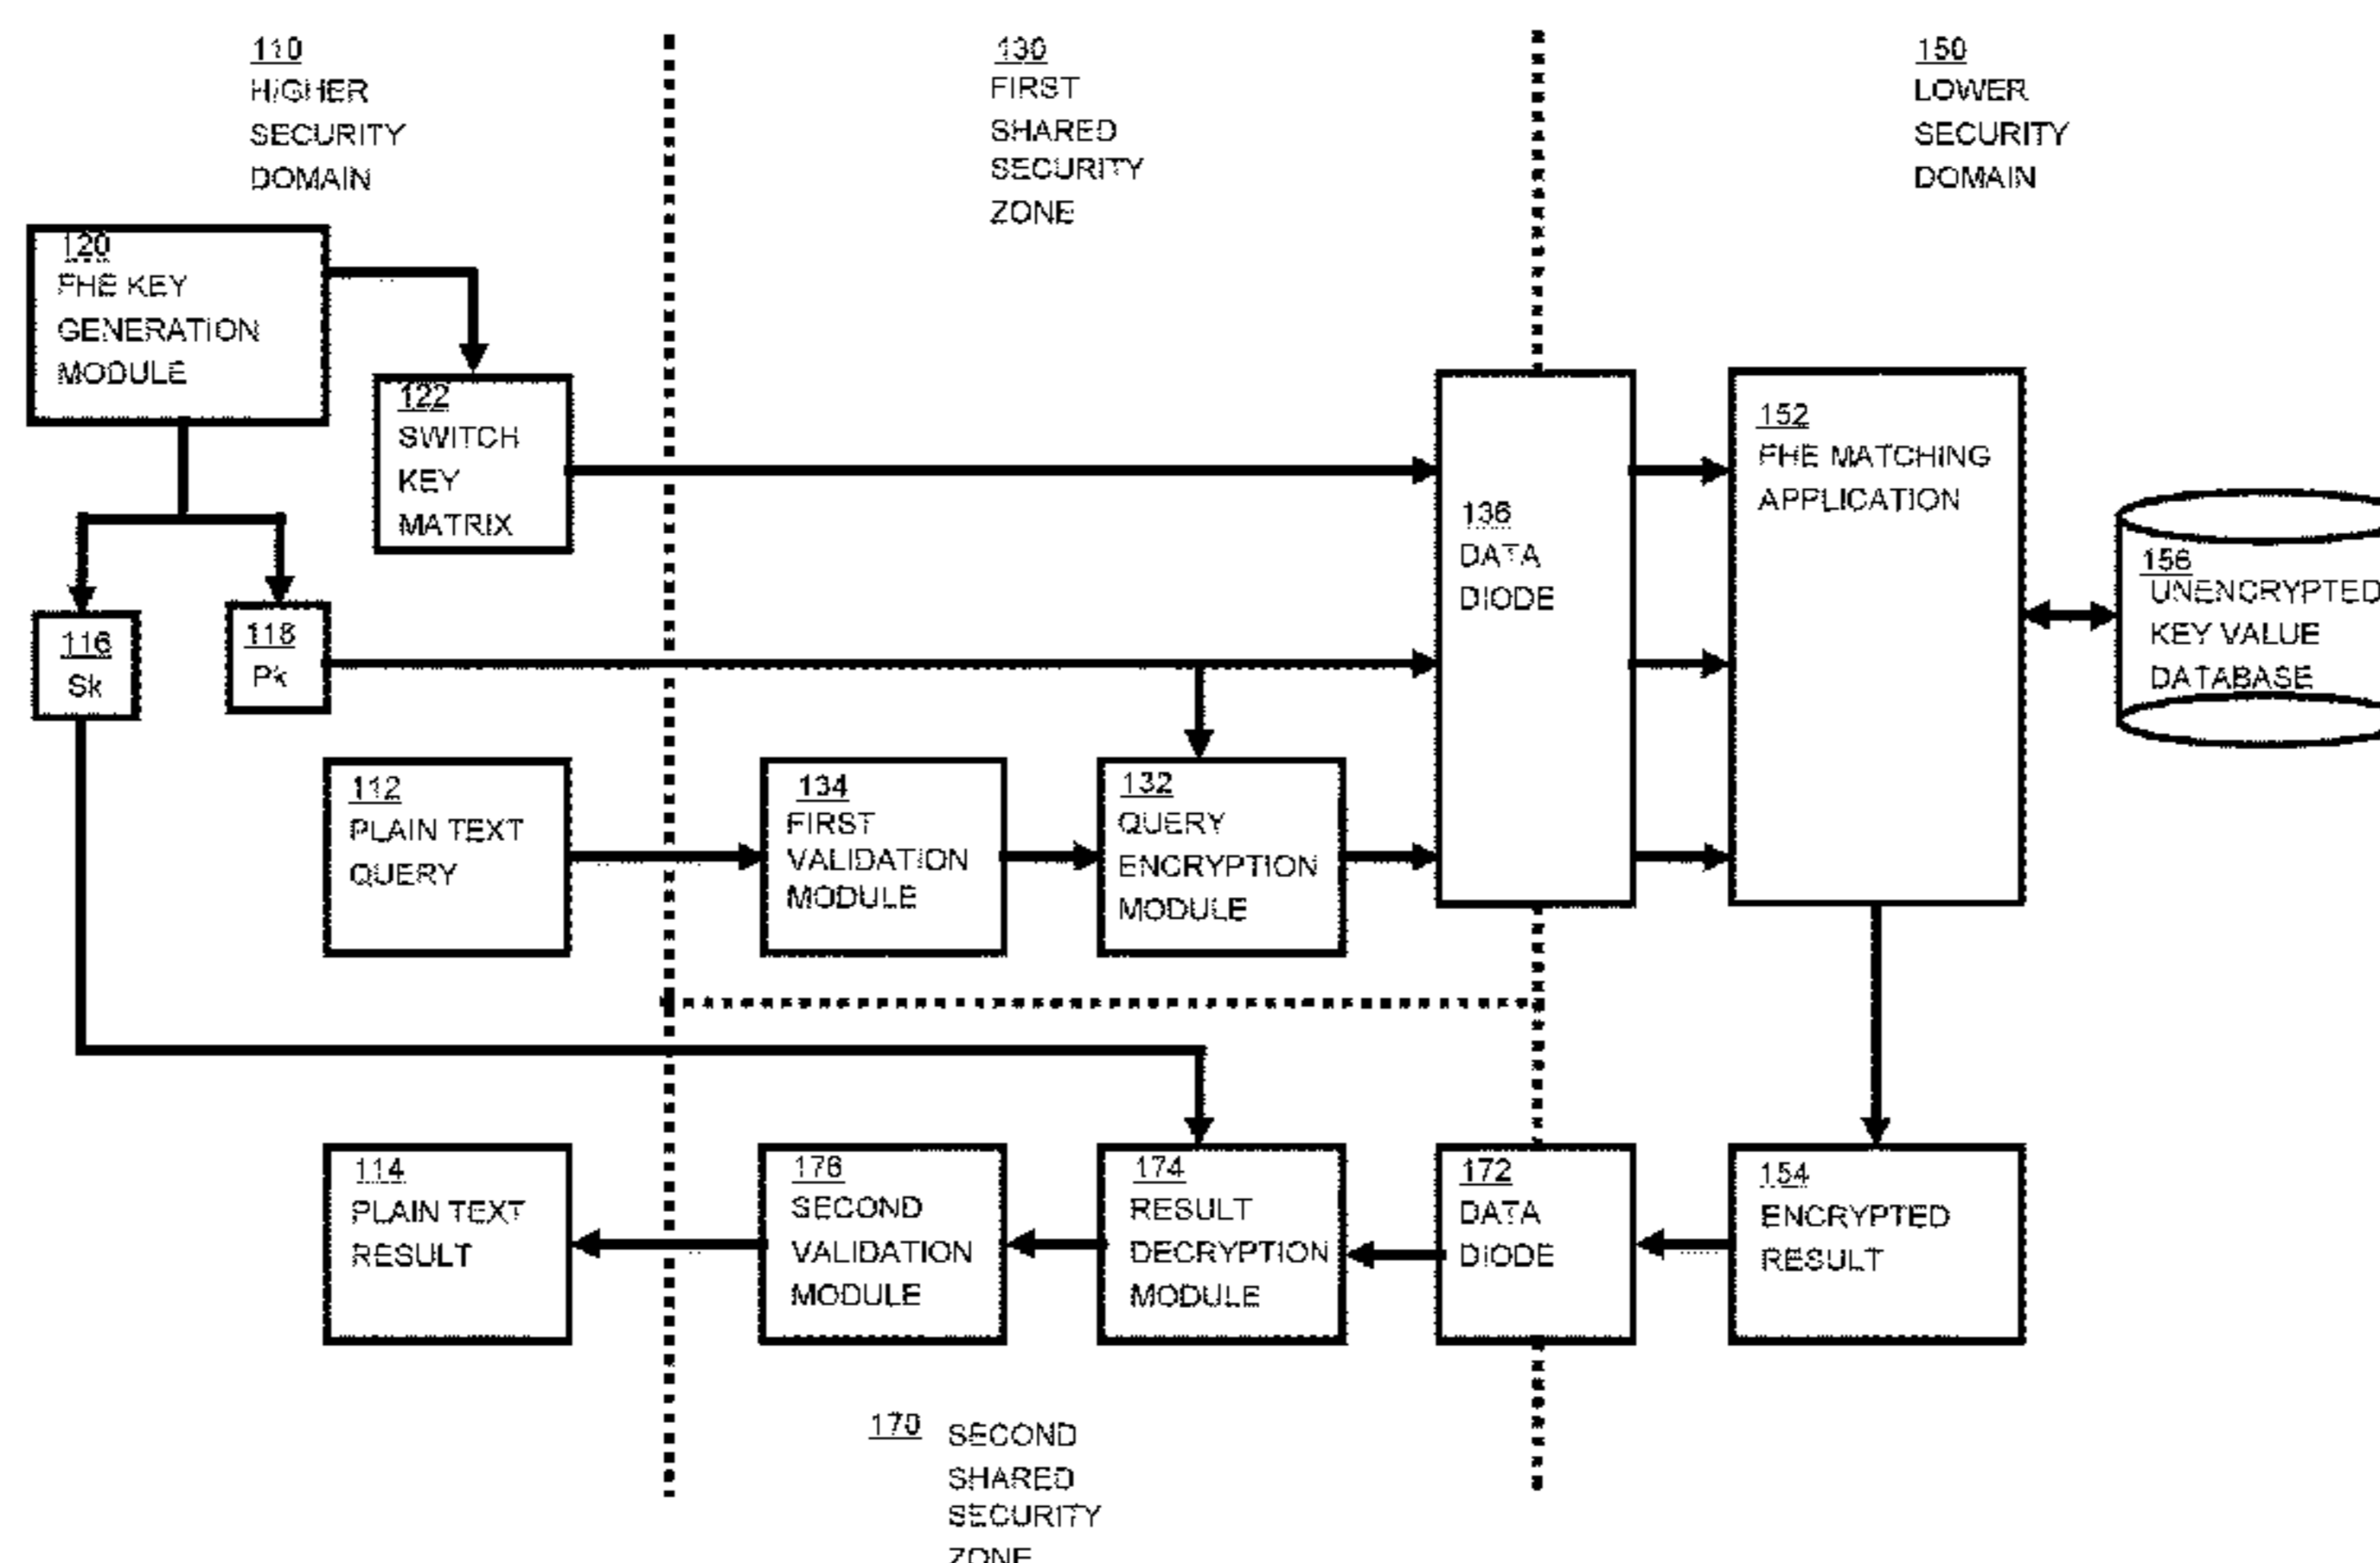 110
HIGHER
SECURITY
DOMAIN
130
FIRST
SHARED
SECURITY
ZONE
150
LOWER
SECURITY
DOMAIN
120
FHE KEY
GENERATION
MODULE
122
SWITCH
KEY
MATRIX
116
Sk
118
Pk
136
DATA
DIODE
152
FHE MATCHING
APPLICATION
156
UNENCRYPTED
KEY VALUE
DATABASE
112
PLAIN TEXT
QUERY
134
FIRST
VALIDATION
MODULE
132
QUERY
ENCRYPTION
MODULE
114
PLAIN TEXT
RESULT
176
SECOND
VALIDATION
MODULE
174
RESULT
DECRYPTION
MODULE
172
DATA
DIODE
154
ENCRYPTED
RESULT
170 SECOND
SHARED
SECURITY
ZONE